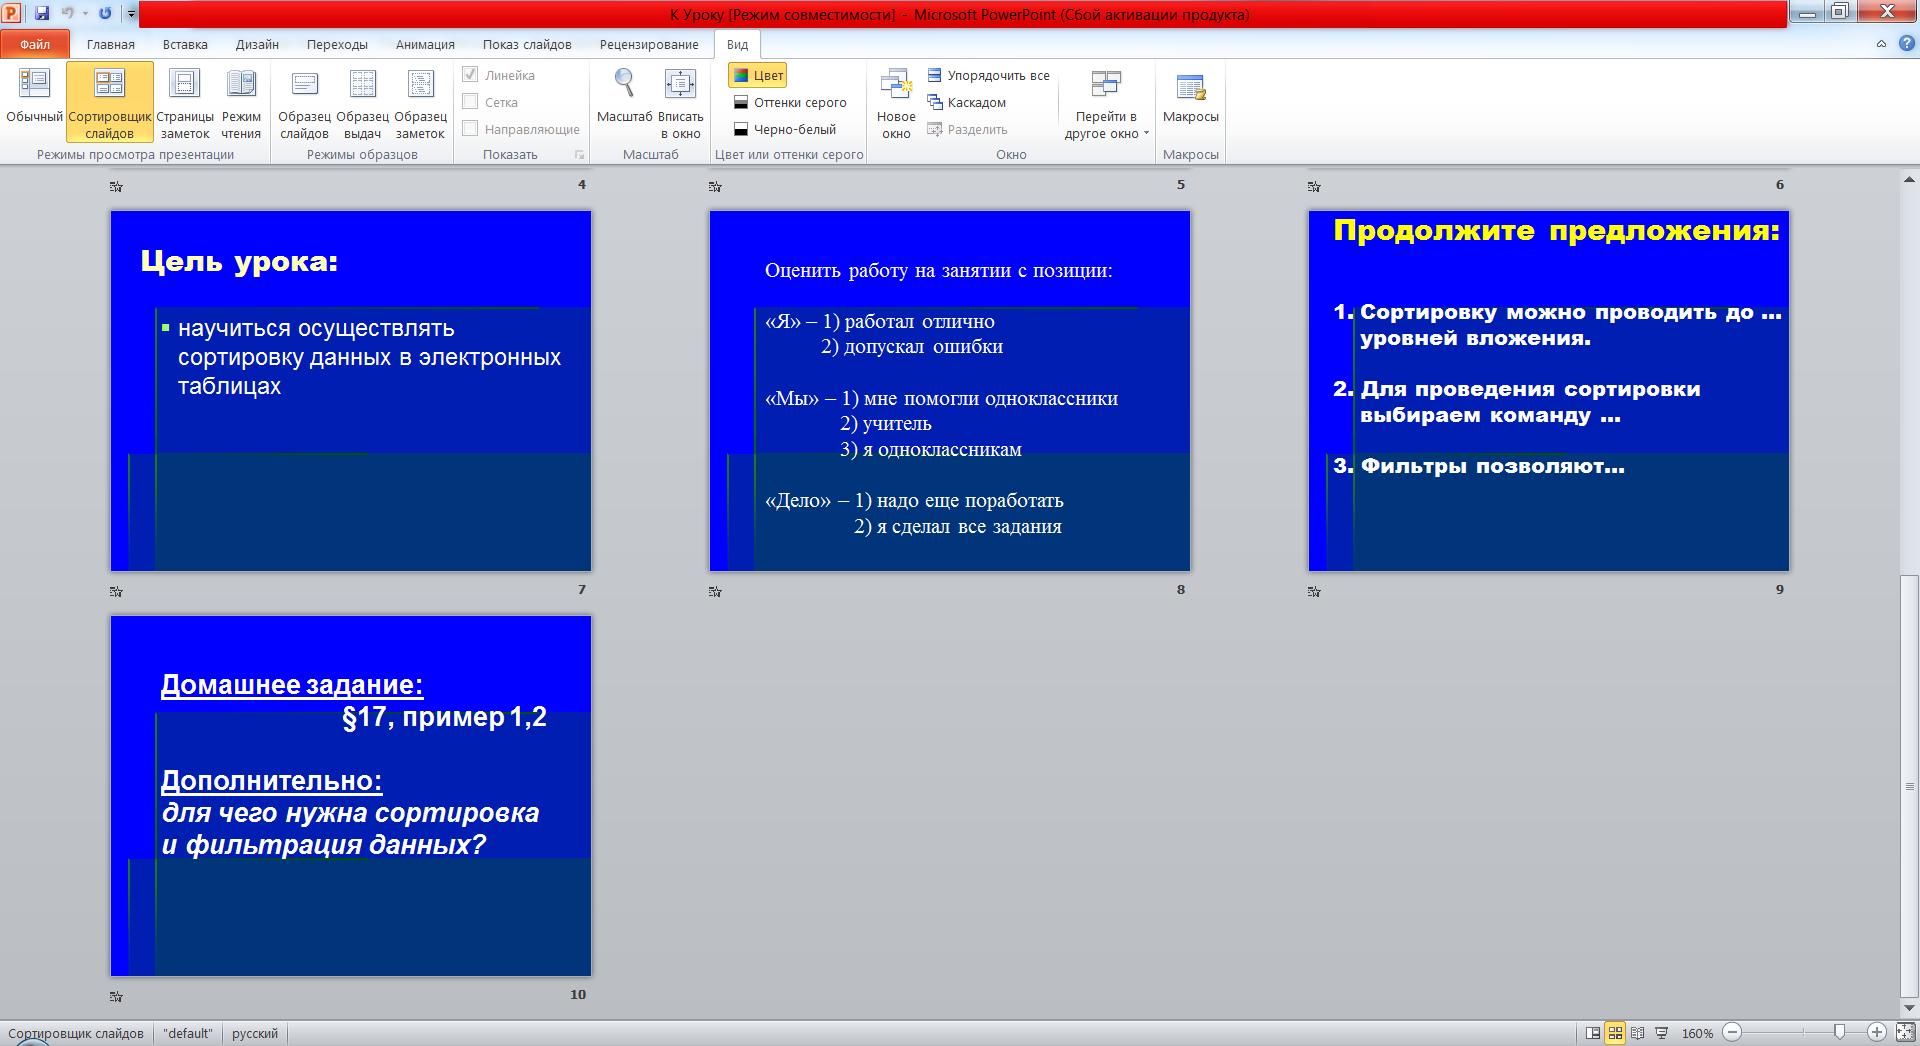 К Уроку [Режим совместимости] - Microsoft PowerPoint (Сбой активации продукта)
Файл Главная Вставка Дизайн Переходы Анимация Показ слайдов Рецензирование Вид
Обычный Сортировщик слайдов Страницы заметок Режим чтения
Режимы просмотра презентации
Образец слайдов Образец выдач Образец заметок
Режимы образцов
Линейка
Сетка
Направляющие
Показать
Масштаб Вписать в окно
Масштаб
Цвет
Оттенки серого
Черно-белый
Цвет или оттенки серого
Новое окно
Упорядочить все
Каскадом
Разделить
Перейти в другое окно
Окно
Макросы
Макросы
4
5
6
Цель урока:
научиться осуществлять
сортировку данных в электронных
таблицах
7
Оценить работу на занятии с позиции:
«Я» – 1) работал отлично
2) допускал ошибки
«Мы» – 1) мне помогли одноклассники
2) учитель
3) я одноклассникам
«Дело» – 1) надо еще поработать
2) я сделал все задания
8
Продолжите предложения:
1. Сортировку можно проводить до ...
уровней вложения.
2. Для проведения сортировки
выбираем команду ...
3. Фильтры позволяют...
9
Домашнее задание:
§17, пример 1,2
Дополнительно:
для чего нужна сортировка
и фильтрация данных?
10
Сортировщик слайдов "default" русский 160%